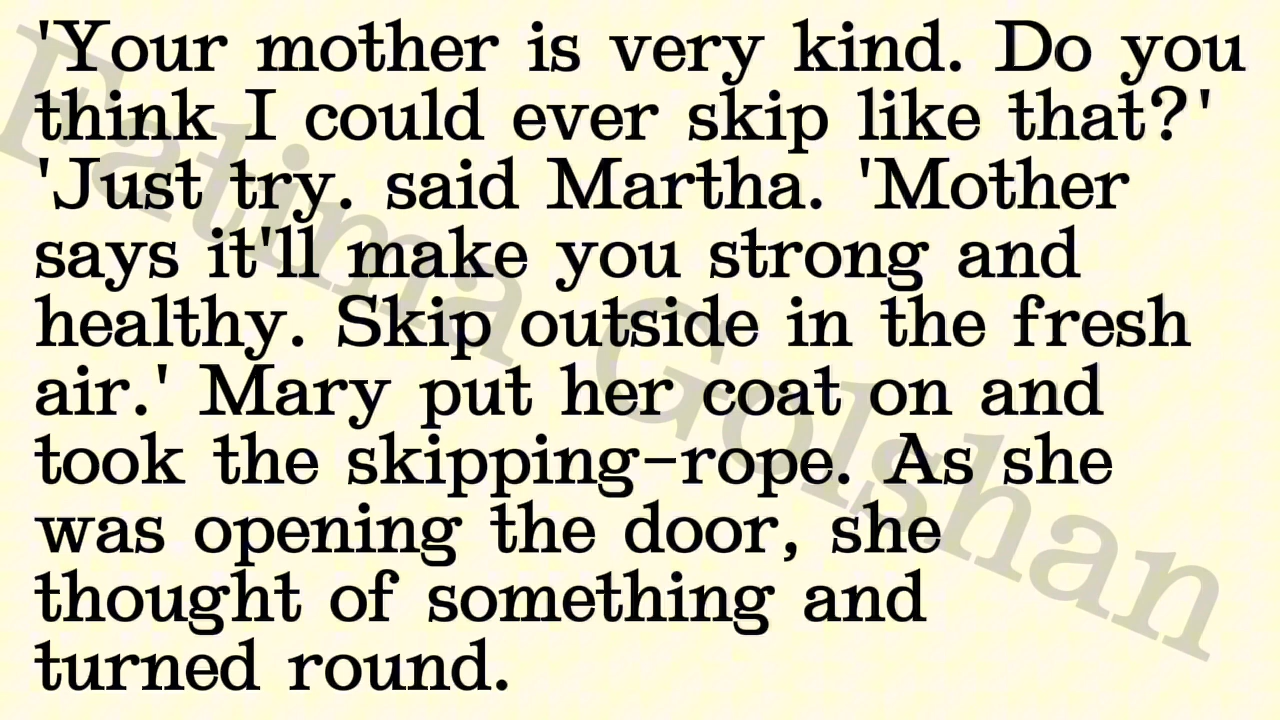 'Your mother is very kind. Do you
think I could ever skip like that?'
'Just try. said Martha. 'Mother
says it'll make you strong and
healthy. Skip outside in the fresh
air.' Mary put her coat on and
took the skipping-rope. As she
was opening the door, she
thought of something and
turned round.
Fatima Golshan